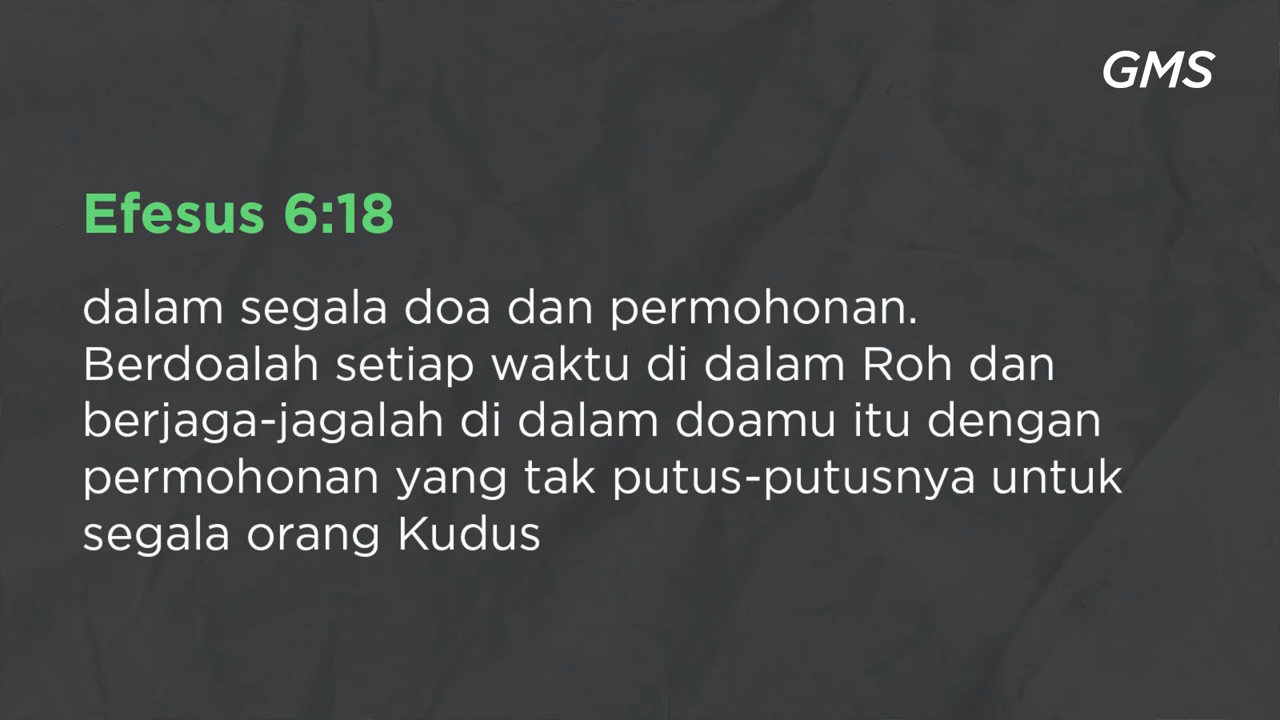 GMS
Efesus 6:18
dalam segala doa dan permohonan.
Berdoalah setiap waktu di dalam Roh dan
berjaga-jagalah di dalam doamu itu dengan
permohonan yang tak putus-putusnya untuk
segala orang Kudus